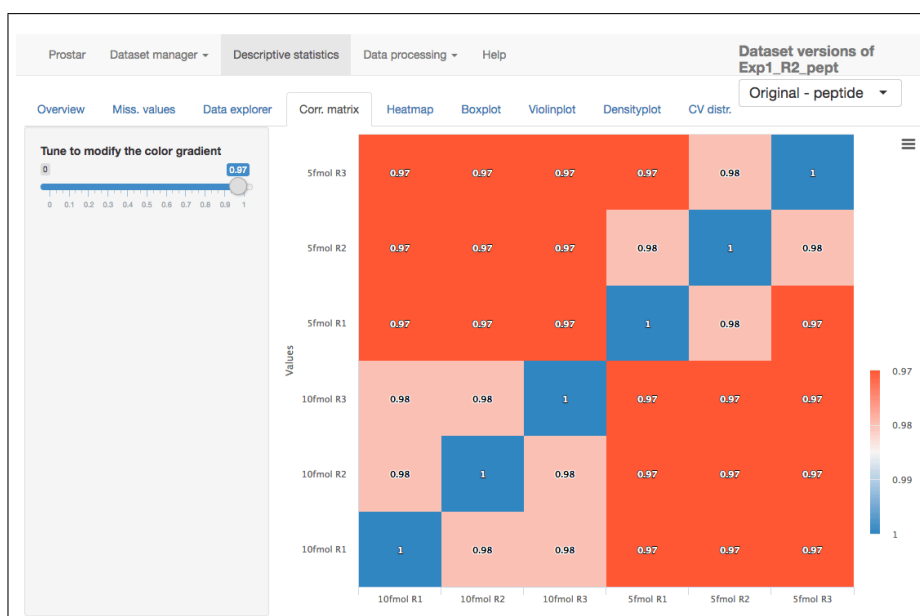 Prostar Dataset manager Descriptive statistics Data processing Help
Dataset versions of
Exp1_R2_pept
Original - peptide
Overview Miss. values Data explorer Corr. matrix Heatmap Boxplot Violinplot Densityplot CV distr.
Tune to modify the color gradient
0 0.97
0 0.1 0.2 0.3 0.4 0.5 0.6 0.7 0.8 0.9 1
5fmol R3 0.97 0.97 0.97 0.97 0.98 1
5fmol R2 0.97 0.97 0.97 0.98 1 0.98
5fmol R1 0.97 0.97 0.97 1 0.98 0.97
Values
10fmol R3 0.98 0.98 1 0.97 0.97 0.97
10fmol R2 0.98 1 0.98 0.97 0.97 0.97
10fmol R1 1 0.98 0.98 0.97 0.97 0.97
10fmol R1 10fmol R2 10fmol R3 5fmol R1 5fmol R2 5fmol R3
0.97
0.98
0.99
1